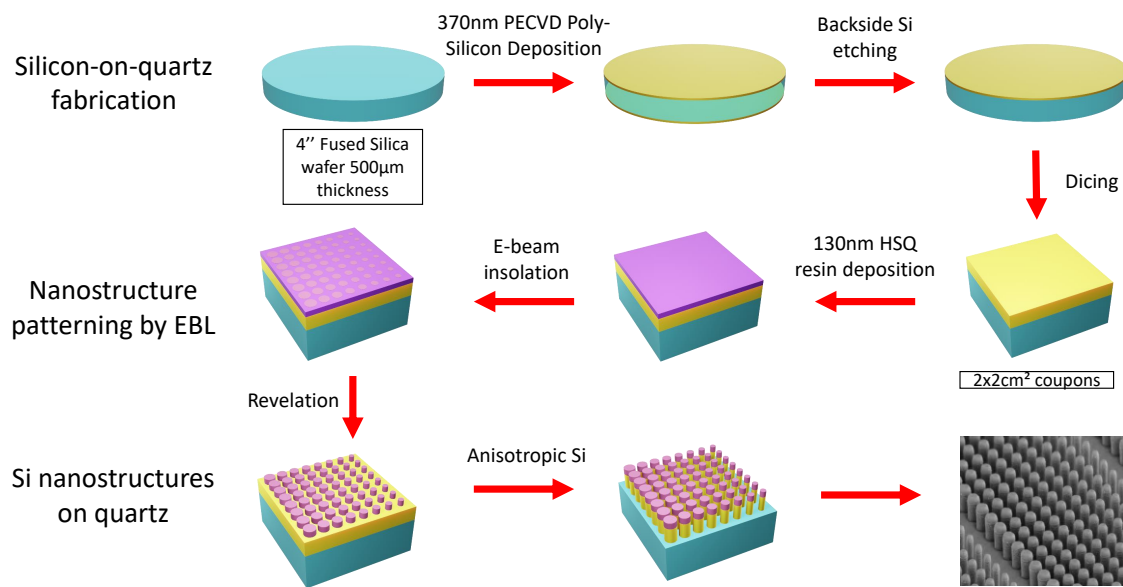 Silicon-on-quartz
fabrication
370nm PECVD Poly-
Silicon Deposition
Backside Si
etching
4’’ Fused Silica
wafer 500µm
thickness
Dicing
Nanostructure
patterning by EBL
E-beam
insolation
130nm HSQ
resin deposition
2x2cm² coupons
Revelation
Si nanostructures
on quartz
Anisotropic Si